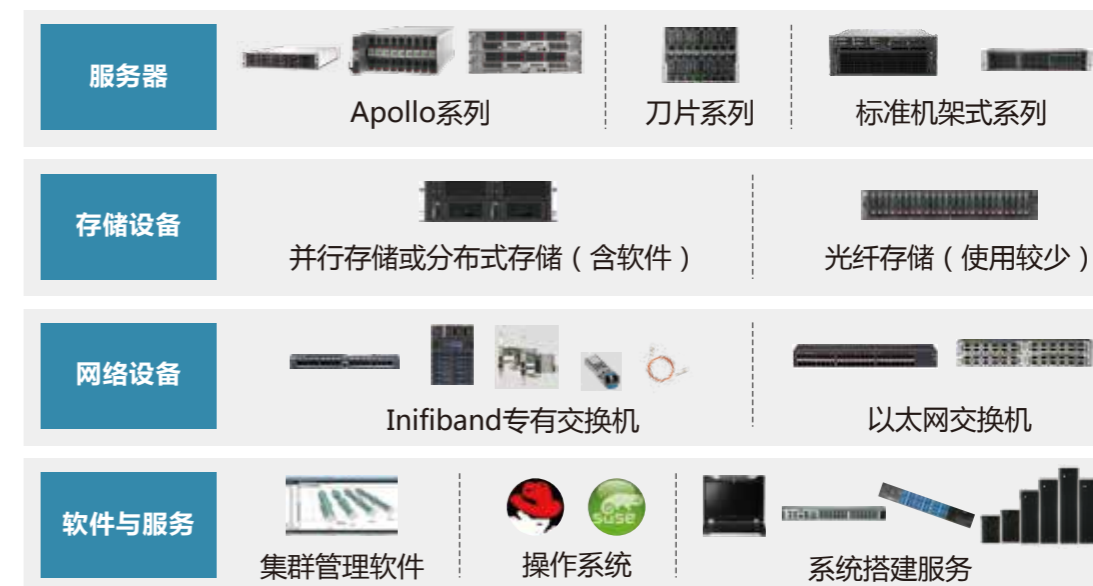 服务器
Apollo系列
刀片系列
标准机架式系列
存储设备
并行存储或分布式存储（含软件）
光纤存储（使用较少）
网络设备
Inifiband专有交换机
以太网交换机
软件与服务
SUSE
集群管理软件
操作系统
系统搭建服务